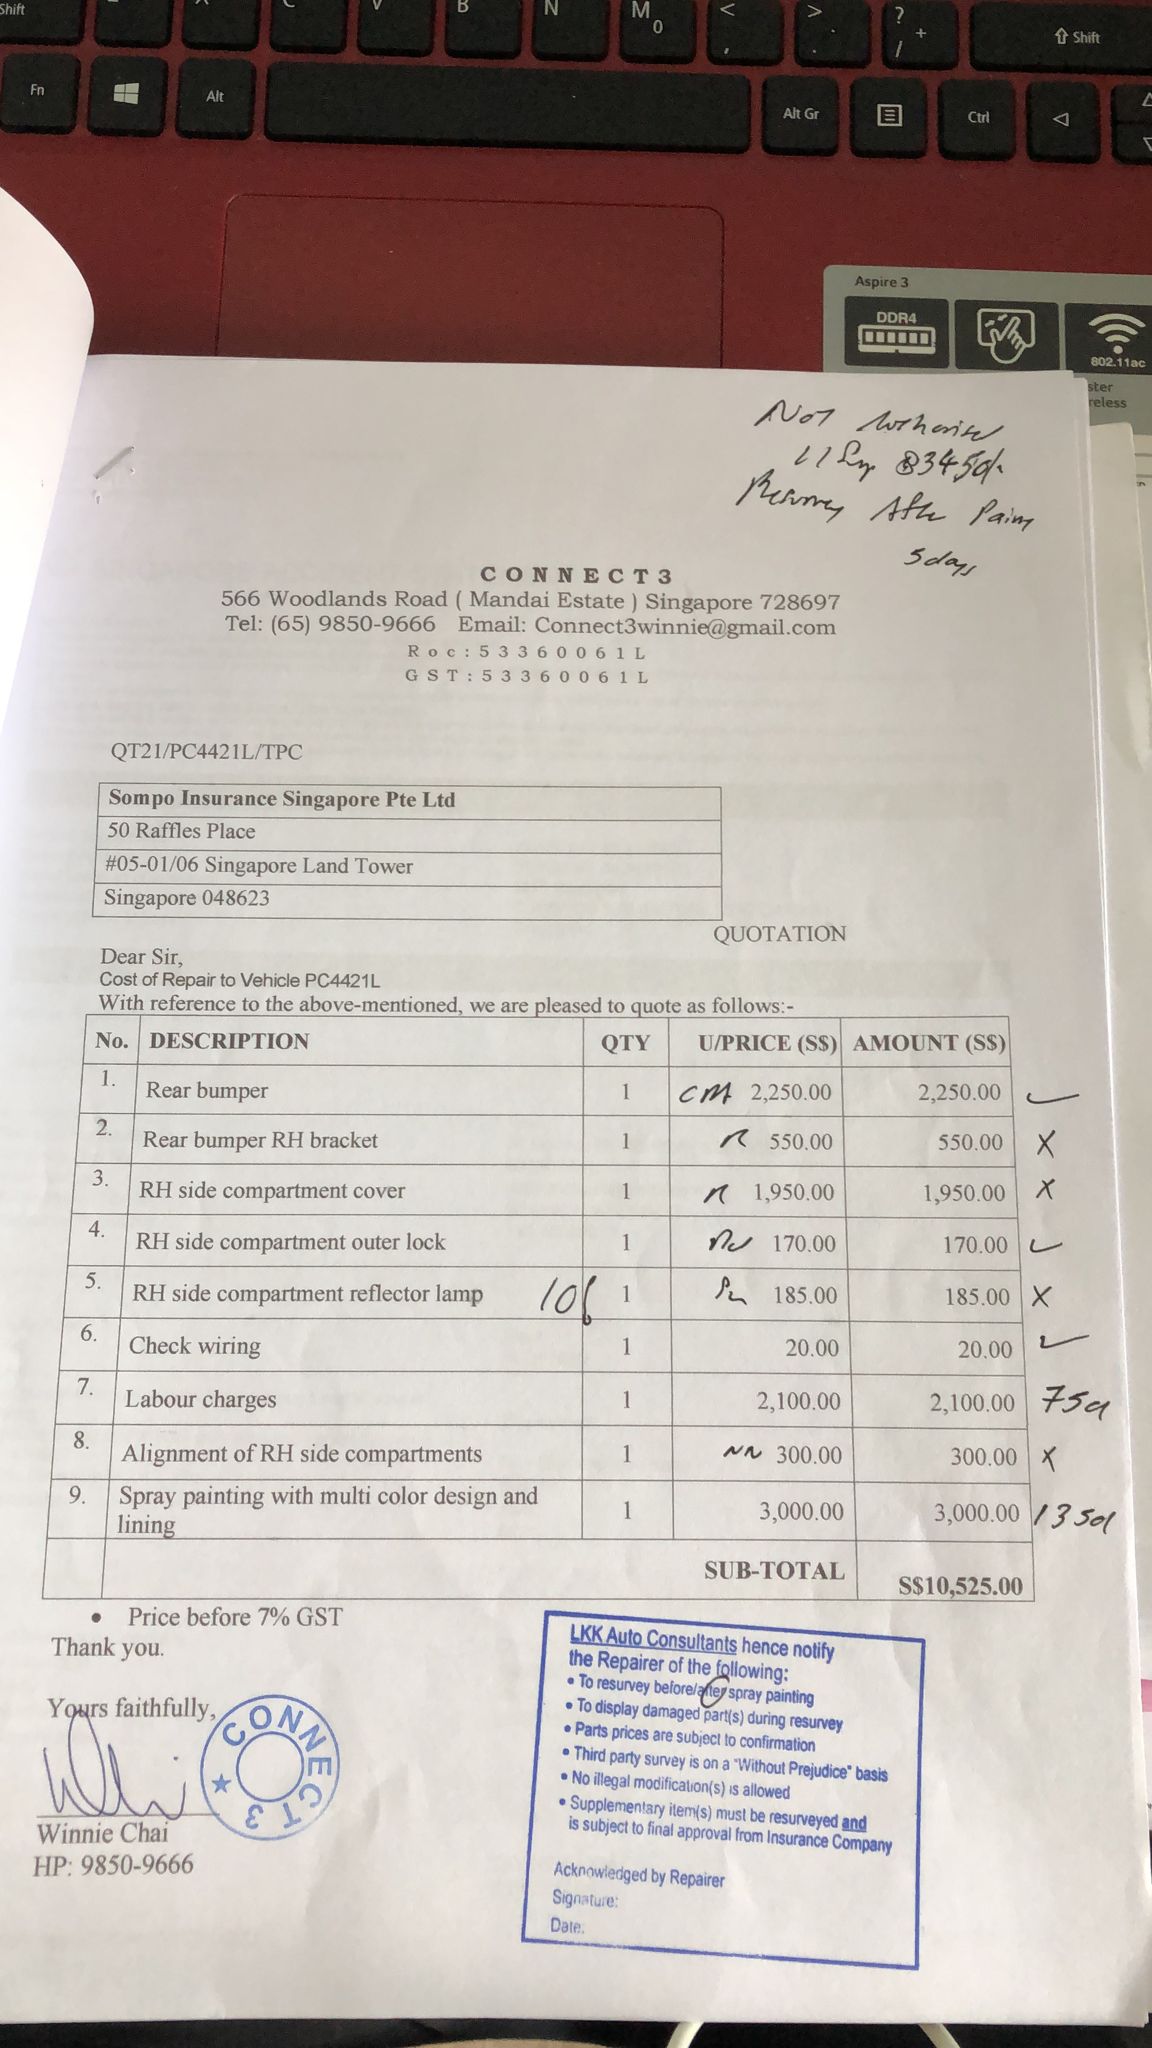 Shift
C
V
B
N
M
0
<
,
>
.
?
/
+
Shift
Fn
Alt
Alt Gr
Ctrl
Aspire 3
DDR4
802.11ac
Not
@3450/-
After Paint
5 days
CONNECT3
566 Woodlands Road ( Mandai Estate ) Singapore 728697
Tel: (65) 9850-9666 Email: Connect3winnie@gmail.com
Roc:53360061L
GST:53360061L
QT21/PC4421L/TPC
Sompo Insurance Singapore Pte Ltd
50 Raffles Place
#05-01/06 Singapore Land Tower
Singapore 048623
QUOTATION
Dear Sir,
Cost of Repair to Vehicle PC4421L
With reference to the above-mentioned, we are pleased to quote as follows:-
No. DESCRIPTION QTY U/PRICE (S$) AMOUNT (S$)
1. Rear bumper 1 2,250.00 2,250.00 ✓
2. Rear bumper RH bracket 1 550.00 550.00 X
3. RH side compartment cover 1 1,950.00 1,950.00 X
4. RH side compartment outer lock 1 170.00 170.00 ✓
5. RH side compartment reflector lamp 1 185.00 185.00 X
6. Check wiring 1 20.00 20.00 ✓
7. Labour charges 1 2,100.00 2,100.00 750
8. Alignment of RH side compartments 1 NN 300.00 300.00 X
9. Spray painting with multi color design and
lining 1 3,000.00 3,000.00 1350
SUB-TOTAL S$10,525.00
• Price before 7% GST
Thank you.
Yours faithfully,
CONNECT3
Winnie Chai
HP: 9850-9666
LKK Auto Consultants hence notify
the Repairer of the following:
• To resurvey before/after spray painting
• To display damaged part(s) during resurvey
• Parts prices are subject to confirmation
• Third party survey is on a "Without Prejudice" basis
• No illegal modification(s) is allowed
• Supplementary item(s) must be resurveyed and
is subject to final approval from Insurance Company
Acknowledged by Repairer
Signature:
Date: